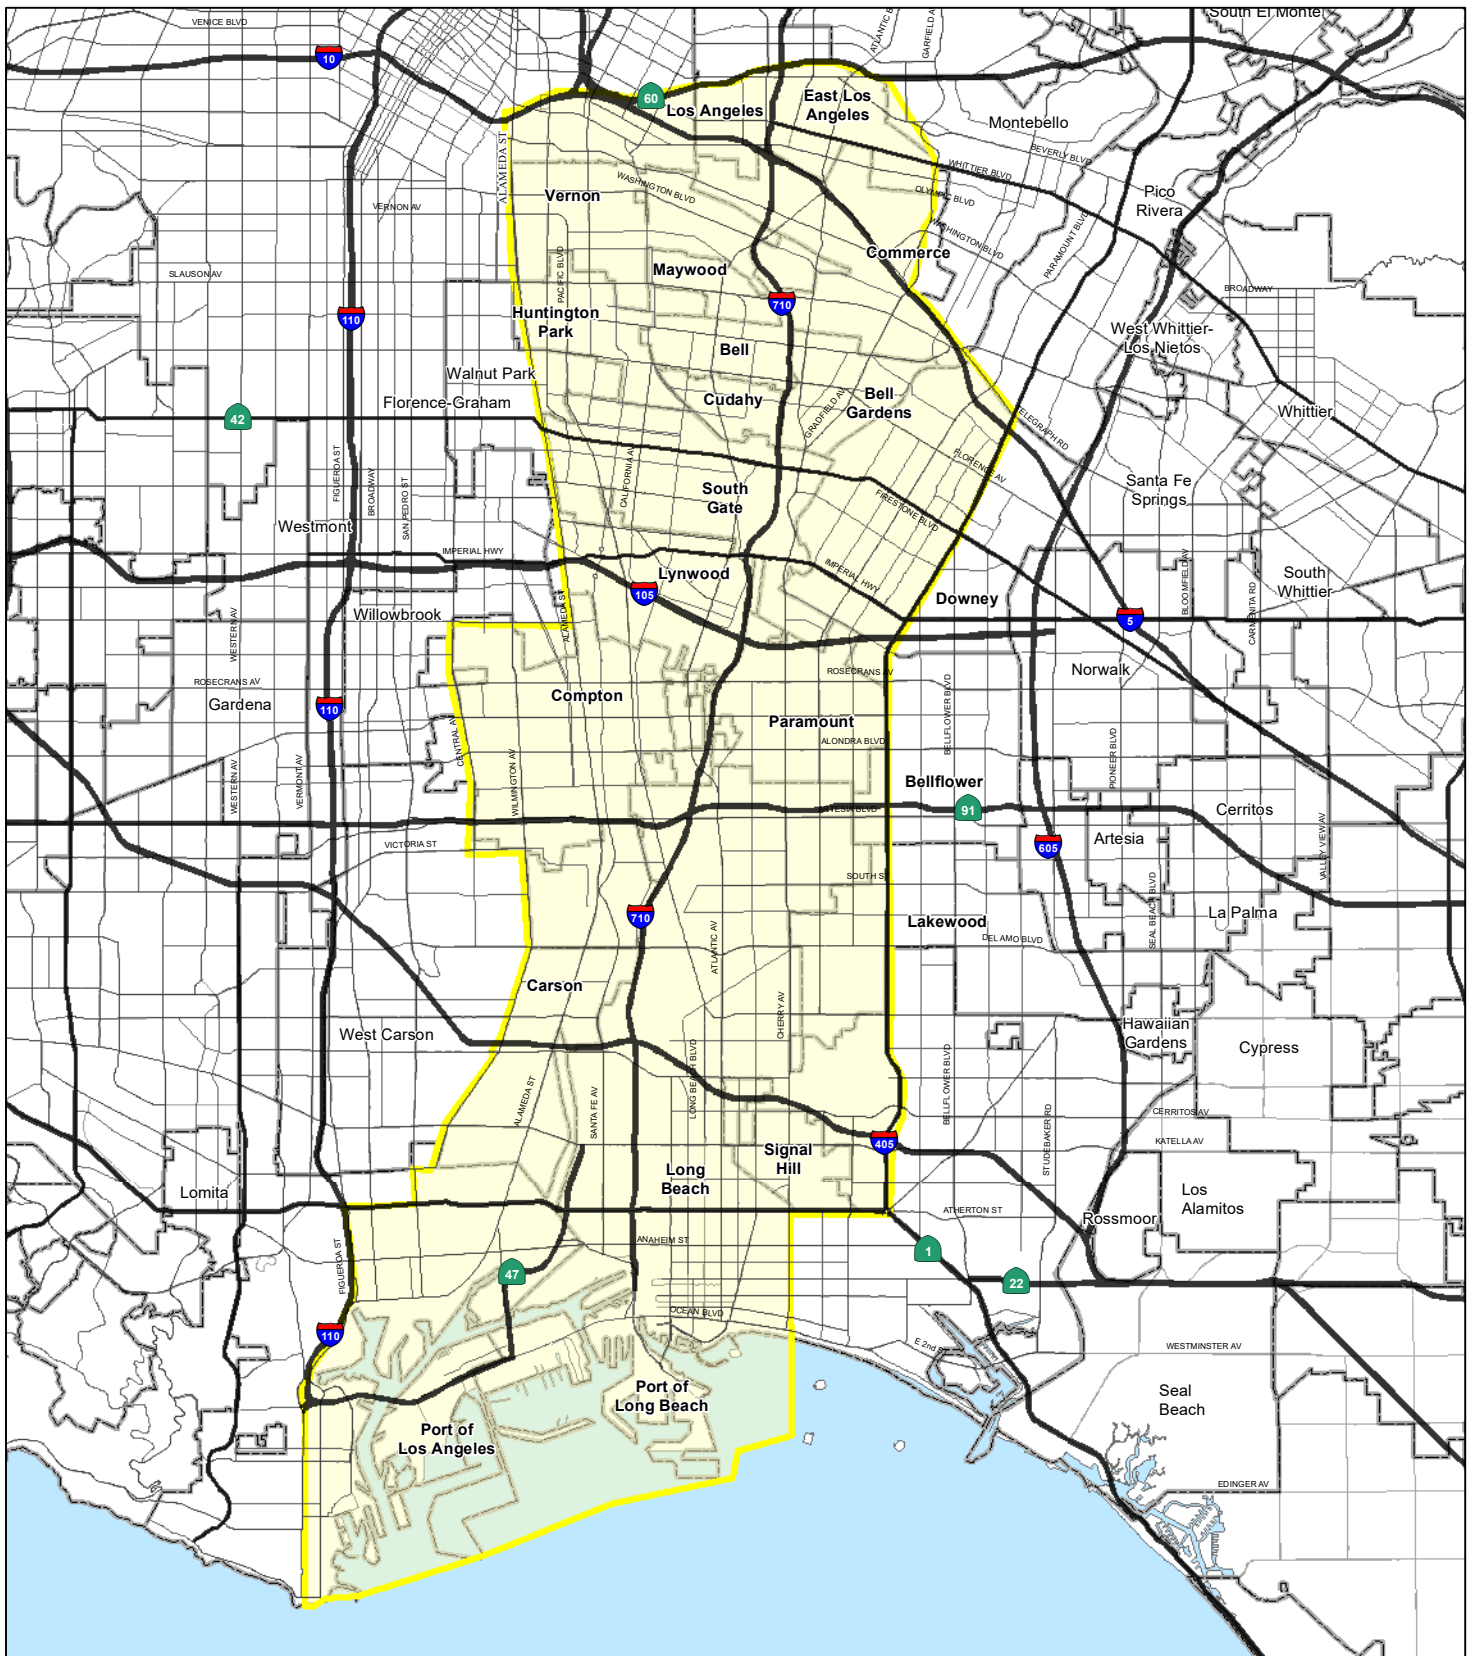 VENICE BLVD
ATLANTIC B
GARFIELD A
South El Monte
10
60
Los Angeles
East Los
Angeles
Montebello
ALAMEDA ST
BEVERLY BLVD
WHITTIER BLVD
WASHINGTON BLVD
OLYMPIC BLVD
Vernon
Pico
Rivera
VERNON AV
PARAMOUNT BLVD
WASHINGTON BLVD
Commerce
SLAUSON AV
PACIFIC BLVD
Maywood
BROADWAY
710
110
Huntington
Park
West Whittier-
Los Nietos
Bell
Walnut Park
Florence-Graham
Cudahy
Bell
Gardens
GRADFIELD AV
42
Whittier
ELEGRAPH RD
FIGUEROA ST
BROADWAY
SAN PEDRO ST
CALIFORNIA AV
FLORENCE AV
South
Gate
FIRESTONE BLVD
Santa Fe
Springs
Westmont
IMPERIAL HWY
Lynwood
IMPERIAL HWY
BLOOMFIELD AV
CARMENITA RD
South
Whittier
105
ALAMEDA ST
Downey
Willowbrook
5
WESTERN AV
ROSECRANS AV
ROSECRANS AV
Norwalk
Gardena
Compton
BELLFLOWER BLVD
110
Paramount
CENTRAL AV
ALONDRA BLVD
WESTERN AV
VERMONT AV
WILMINGTON AV
PIONEER BLVD
Bellflower
TESIA BLVD
91
Cerritos
Artesia
VICTORIA ST
605
VALLEY VIEW AV
SOUTH ST
SEAL BEACH BLVD
710
Lakewood
La Palma
ATLANTIC AV
DEL AMO BLVD
Carson
CHERRY AV
West Carson
Hawaiian
Gardens
Cypress
LONG BEACH BLVD
BELLFLOWER BLVD
ALAMEDA ST
SANTA FE AV
STUDEBAKER RD
CERRITOS AV
405
KATELLA AV
Signal
Hill
Long
Beach
Lomita
Los
Alamitos
ATHERTON ST
Rossmoor
ANAHEIM ST
FIGUEROA ST
1
47
22
OCEAN BLVD
110
E 2nd S
WESTMINSTER AV
Port of
Long Beach
Seal
Beach
Port of
Los Angeles
EDINGER AV